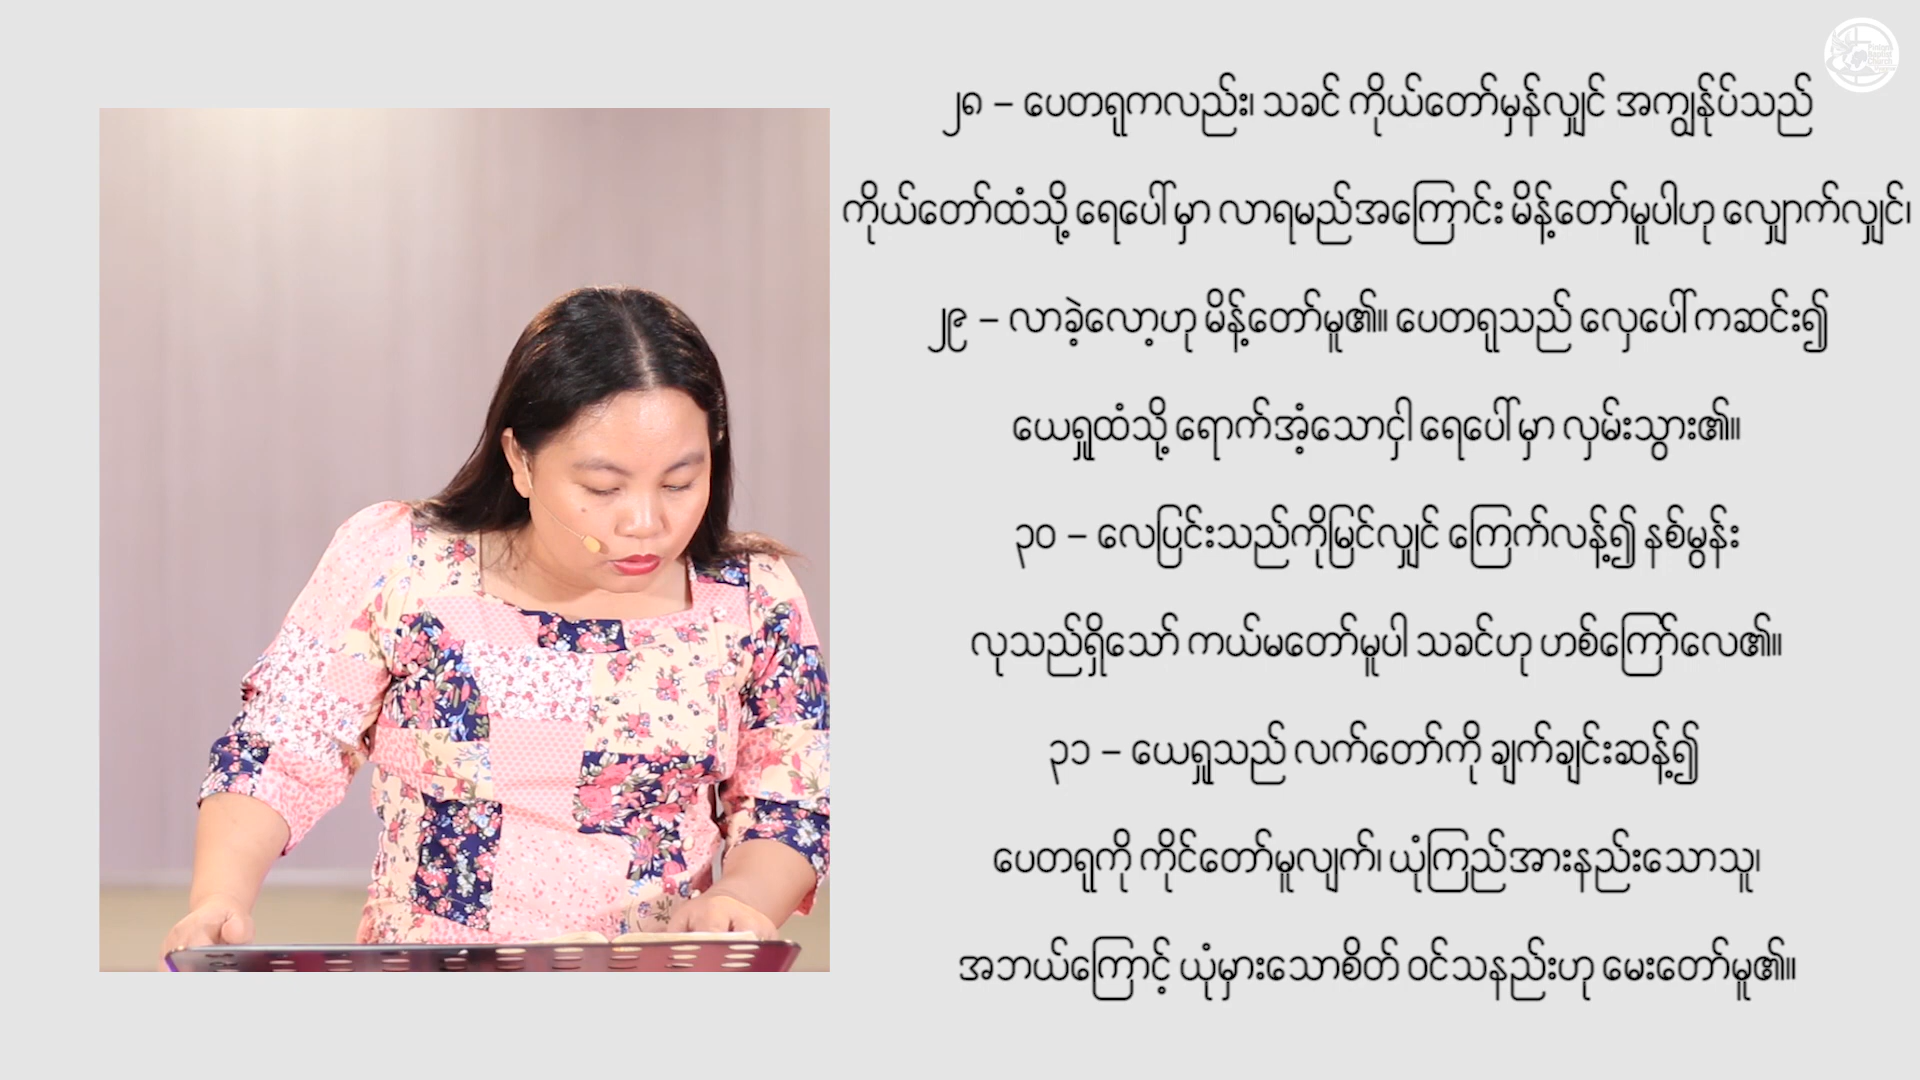 ၂၈ – ပေတရုကလည်း၊ သခင် ကိုယ်တော်မှန်လျှင် အကျွန်ုပ်သည်
ကိုယ်တော်ထံသို့ ရေပေါ်မှာ လာရမည်အကြောင်း မိန့်တော်မူပါဟု လျှောက်လျှင်၊
၂၉ – လာခဲ့လော့ဟု မိန့်တော်မူ၏။ ပေတရုသည် လှေပေါ်ကဆင်း၍
ယေရှုထံသို့ ရောက်အံ့သောငှါ ရေပေါ်မှာ လှမ်းသွား၏။
၃၀ – လေပြင်းသည်ကိုမြင်လျှင် ကြောက်လန့်၍ နစ်မွန်း
လုသည်ရှိသော် ကယ်မတော်မူပါ သခင်ဟု ဟစ်ကြော်လေ၏။
၃၁ – ယေရှုသည် လက်တော်ကို ချက်ချင်းဆန့်၍
ပေတရုကို ကိုင်တော်မူလျက်၊ ယုံကြည်အားနည်းသောသူ၊
အဘယ်ကြောင့် ယုံမှားသောစိတ် ဝင်သနည်းဟု မေးတော်မူ၏။